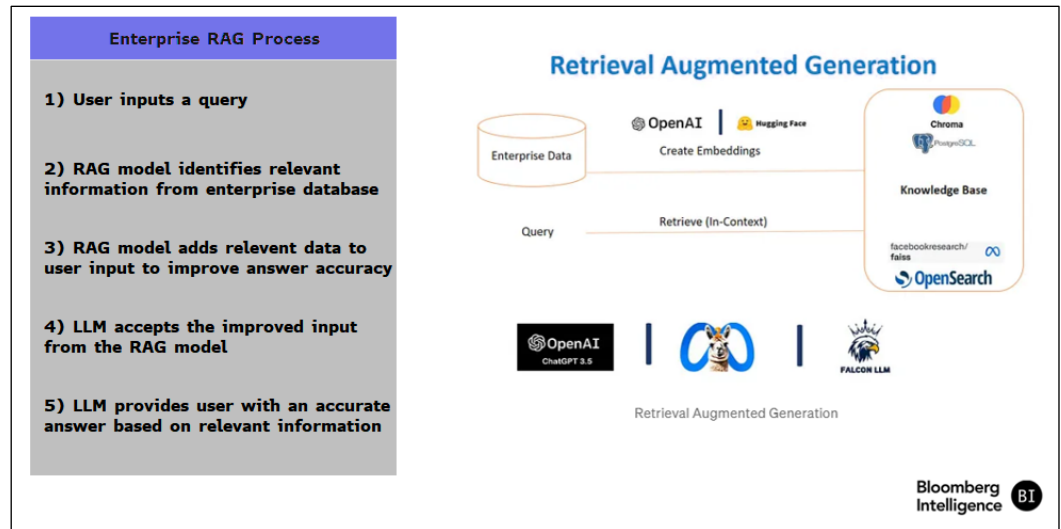 Enterprise RAG Process
1) User inputs a query
2) RAG model identifies relevant
information from enterprise database
3) RAG model adds relevent data to
user input to improve answer accuracy
4) LLM accepts the improved input
from the RAG model
5) LLM provides user with an accurate
answer based on relevant information
Retrieval Augmented Generation
Enterprise Data
OpenAI
Hugging Face
Create Embeddings
Query
Retrieve (In-Context)
Chroma
PostgreSQL
Knowledge Base
facebookresearch/
faiss
OpenSearch
OpenAI
ChatGPT 3.5
FALCON LLM
Retrieval Augmented Generation
Bloomberg
Intelligence
BI